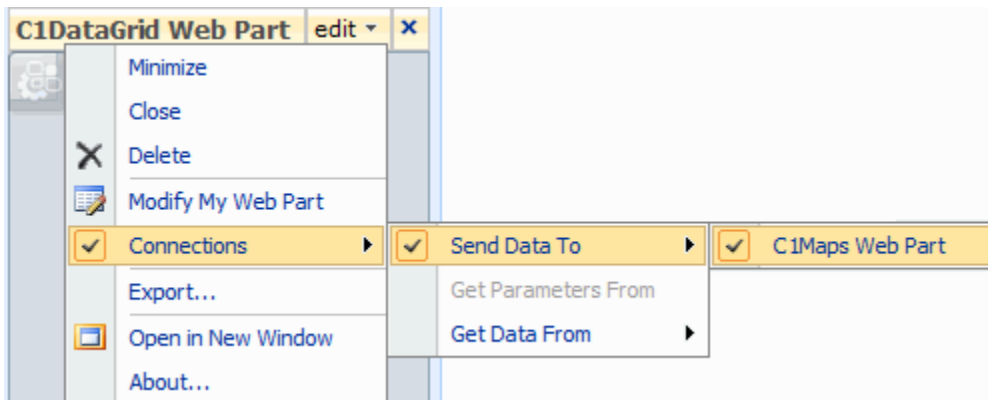 C1DataGrid Web Part edit
Minimize
Close
Delete
Modify My Web Part
Connections
Send Data To
C1Maps Web Part
Export...
Get Parameters From
Open in New Window
Get Data From
About...